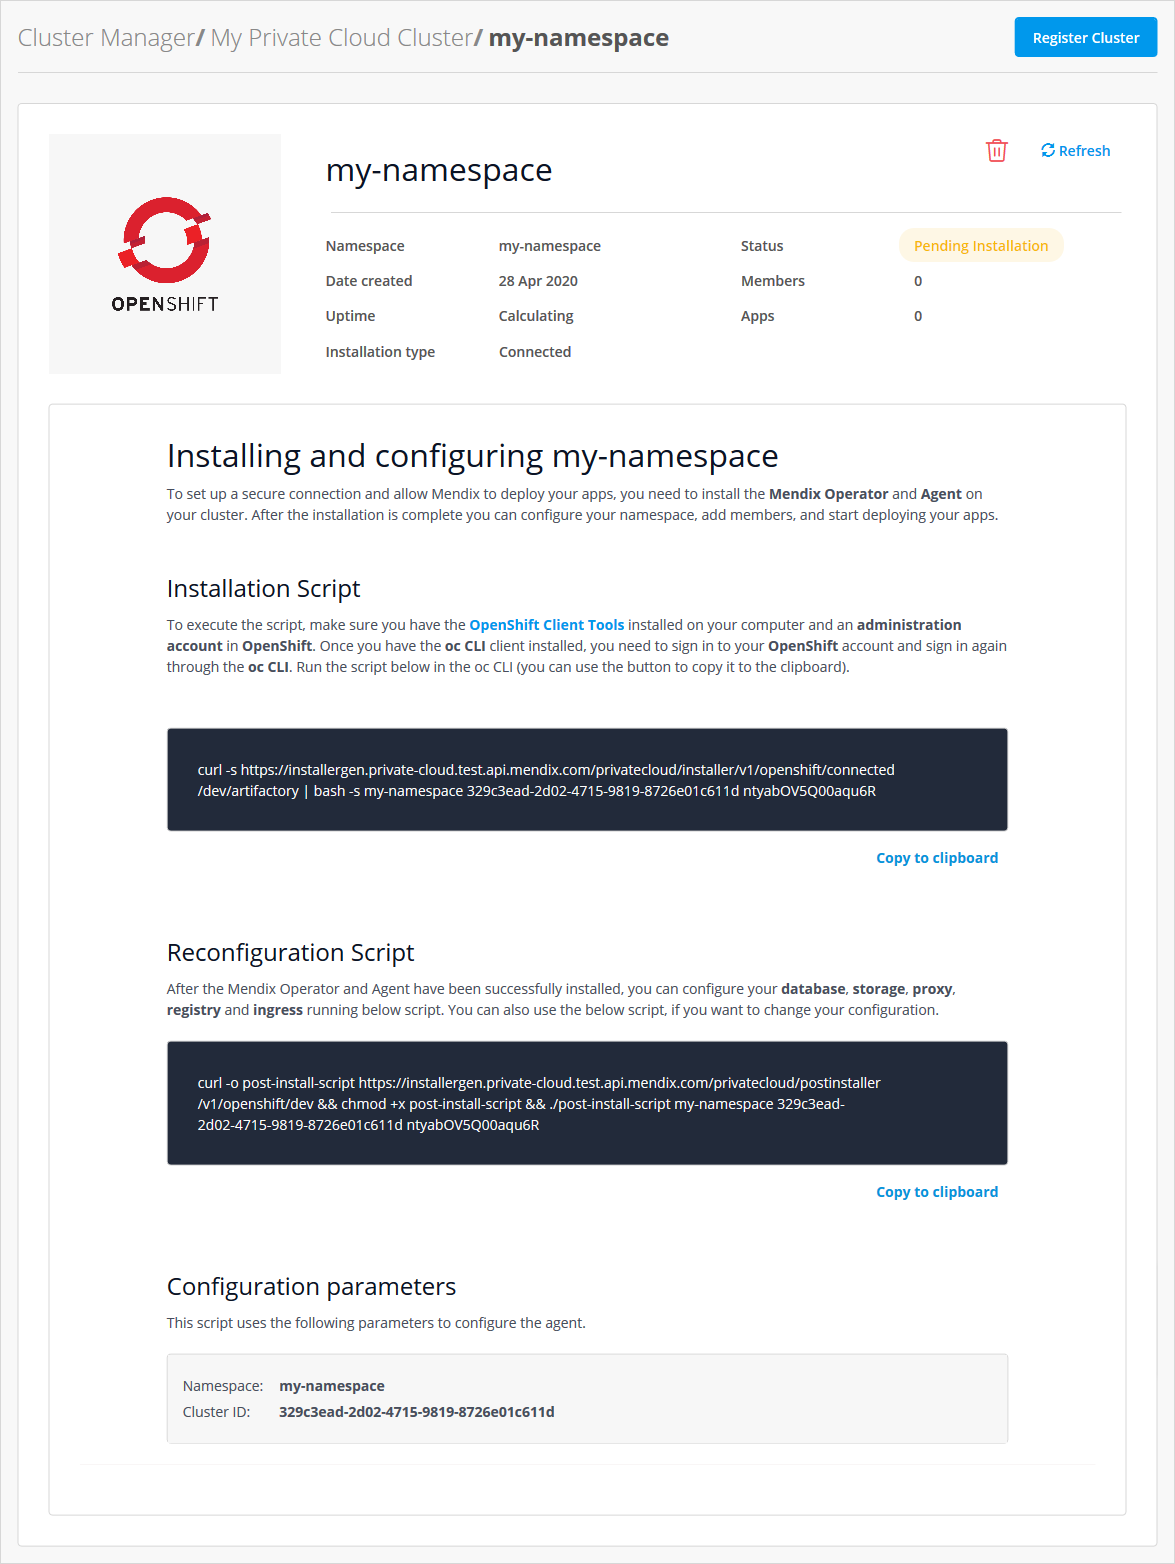 Cluster Manager/ My Private Cloud Cluster/ my-namespace
Register Cluster
OPENSHIFT
my-namespace
Refresh
Namespace my-namespace Status Pending Installation
Date created 28 Apr 2020 Members 0
Uptime Calculating Apps 0
Installation type Connected
Installing and configuring my-namespace
To set up a secure connection and allow Mendix to deploy your apps, you need to install the Mendix Operator and Agent on
your cluster. After the installation is complete you can configure your namespace, add members, and start deploying your apps.
Installation Script
To execute the script, make sure you have the OpenShift Client Tools installed on your computer and an administration
account in OpenShift. Once you have the oc CLI client installed, you need to sign in to your OpenShift account and sign in again
through the oc CLI. Run the script below in the oc CLI (you can use the button to copy it to the clipboard).
curl -s https://installergen.private-cloud.test.api.mendix.com/privatecloud/installer/v1/openshift/connected
/dev/artifactory | bash -s my-namespace 329c3ead-2d02-4715-9819-8726e01c611d ntyabOV5Q00aqu6R
Copy to clipboard
Reconfiguration Script
After the Mendix Operator and Agent have been successfully installed, you can configure your database, storage, proxy,
registry and ingress running below script. You can also use the below script, if you want to change your configuration.
curl -o post-install-script https://installergen.private-cloud.test.api.mendix.com/privatecloud/postinstaller
/v1/openshift/dev && chmod +x post-install-script && ./post-install-script my-namespace 329c3ead-
2d02-4715-9819-8726e01c611d ntyabOV5Q00aqu6R
Copy to clipboard
Configuration parameters
This script uses the following parameters to configure the agent.
Namespace: my-namespace
Cluster ID: 329c3ead-2d02-4715-9819-8726e01c611d